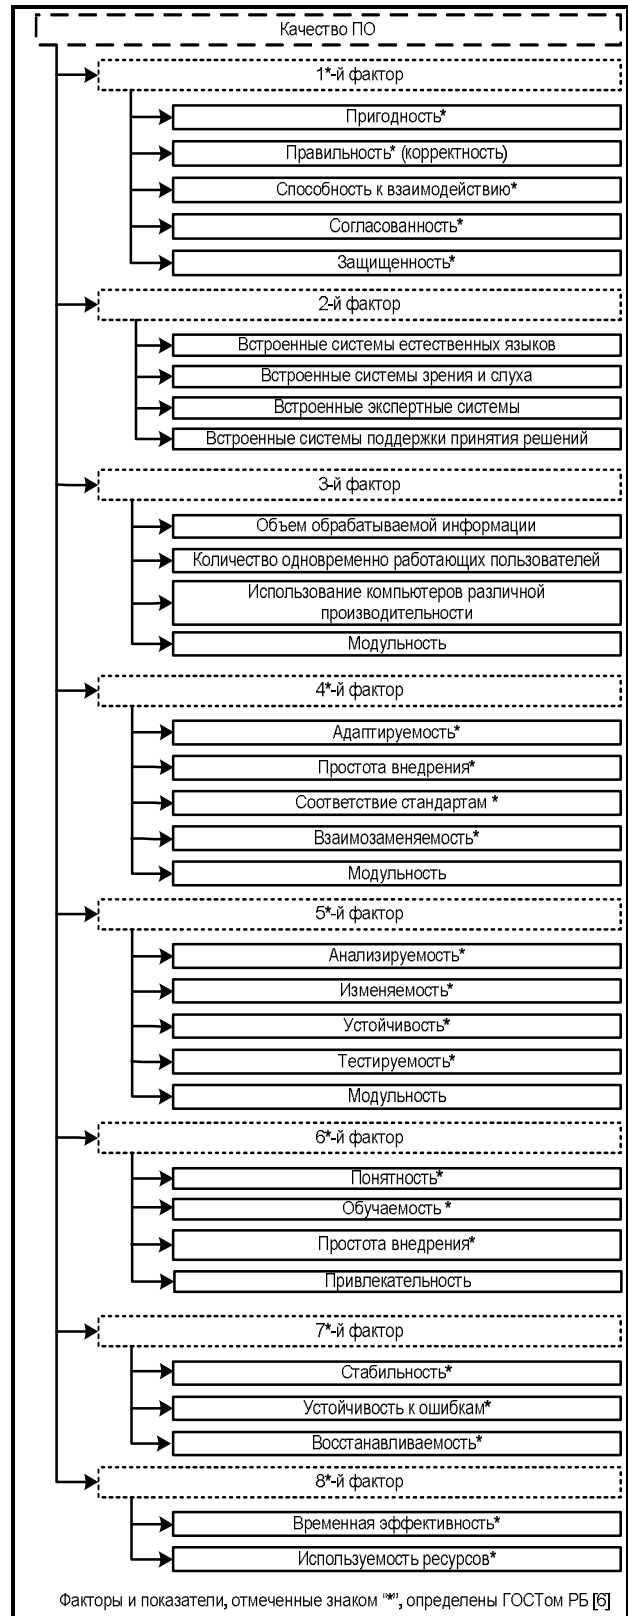 Качество ПО
1*-й фактор
Пригодность*
Правильность* (корректность)
Способность к взаимодействию*
Согласованность*
Защищенность*
2-й фактор
Встроенные системы естественных языков
Встроенные системы зрения и слуха
Встроенные экспертные системы
Встроенные системы поддержки принятия решений
3-й фактор
Объем обрабатываемой информации
Количество одновременно работающих пользователей
Использование компьютеров различной
производительности
Модульность
4*-й фактор
Адаптируемость*
Простота внедрения*
Соответствие стандартам *
Взаимозаменяемость*
Модульность
5*-й фактор
Анализируемость*
Изменяемость*
Устойчивость*
Тестируемость*
Модульность
6*-й фактор
Понятность*
Обучаемость *
Простота внедрения*
Привлекательность
7*-й фактор
Стабильность*
Устойчивость к ошибкам*
Восстанавливаемость*
8*-й фактор
Временная эффективность*
Используемость ресурсов*
Факторы и показатели, отмеченные знаком "*", определены ГОСТом РБ [6]